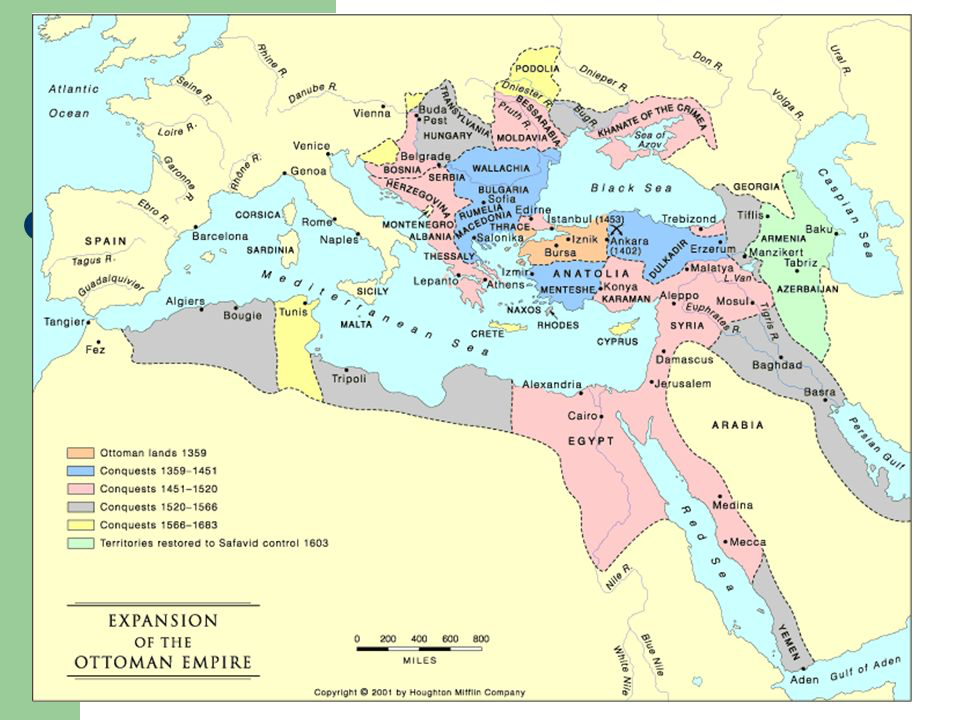 Atlantic
Ocean
Seine R.
Loire R.
Garonne R.
Rhône R.
Rhine R.
Danube R.
Ebro R.
SPAIN
Tagus R.
Guadalquivir
Barcelona
CORSICA
SARDINIA
Venice
Genoa
Rome
Naples
SICILY
MALTA
Mediterranean Sea
Vienna
Buda
Pest
HUNGARY
TRANSYLVANIA
PODOLIA
Dniester R.
BESSARABIA
Pruth R.
MOLDAVIA
Bug R.
Dnieper R.
Don R.
Volga R.
Ural R.
KHANATE OF THE CRIMEA
Sea of
Azov
Belgrade
BOSNIA
SERBIA
HERZEGOVINA
MONTENEGRO
ALBANIA
WALLACHIA
BULGARIA
Sofia
RUMELIA
MACEDONIA
THRACE
Edirne
Salonika
THESSALY
Lepanto
Athens
Black Sea
Istanbul (1453)
Iznik
Bursa
Ankara
(1402)
Izmir
ANATOLIA
MENTESHE
Konya
KARAMAN
DULKADIR
Trebizond
Erzerum
Malatya
GEORGIA
Tiflis
ARMENIA
Manzikert
L. Van
Baku
Tabriz
AZERBAIJAN
Caspian Sea
NAXOS
RHODES
CRETE
CYPRUS
Aleppo
Mosul
Euphrates R.
Tigris R.
SYRIA
Damascus
Jerusalem
Baghdad
Basra
Persian Gulf
ARABIA
Tangier
Fez
Algiers
Bougie
Tunis
Tripoli
Alexandria
Cairo
EGYPT
Red Sea
Medina
Mecca
Nile R.
White Nile
Blue Nile
YEMEN
Aden
Gulf of Aden
Ottoman lands 1359
Conquests 1359–1451
Conquests 1451–1520
Conquests 1520–1566
Conquests 1566–1683
Territories restored to Safavid control 1603
EXPANSION
OF THE
OTTOMAN EMPIRE
0 200 400 600 800
MILES
Copyright © 2001 by Houghton Mifflin Company